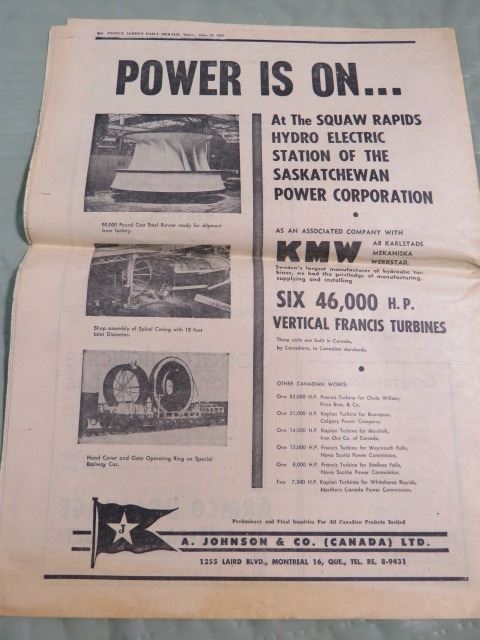 PRINCE ALBERT DAILY HERALD,
POWER IS ON...
90,000 Pound Cast Steel Runner ready for shipment
from factory.
Shop assembly of Spiral Casing with 18 foot
Inlet Diameter.
Head Cover and Gate Operating Ring on Special
Railway Car.
At The SQUAW RAPIDS
HYDRO ELECTRIC
STATION OF THE
SASKATCHEWAN
POWER CORPORATION
AS AN ASSOCIATED COMPANY WITH
KMW
AB KARLSTADS
MEKANISKA
WERKSTAD,
Sweden's largest manufacturer of hydraulic tur-
bines, we had the priviledge of manufacturing,
supplying and installing
SIX 46,000 H.P.
VERTICAL FRANCIS TURBINES
These units are built in Canada,
by Canadians, to Canadian standards.
OTHER CANADIAN WORKS:
One 82,000 H.P. Francis Turbine for Chute Wilson,
Price Bros. & Co.
One 21,000 H.P. Kaplan Turbine for Bearspaw,
Calgary Power Company.
One 14,000 H.P. Kaplan Turbine for Menihek,
Iron Ore Co. of Canada.
One 12,000 H.P. Francis Turbine for Weymouth Falls,
Nova Scotia Power Commission.
One 8,000 H.P. Francis Turbine for Sissiboo Falls,
Nova Scotia Power Commission.
Two 7,500 H.P. Kaplan Turbines for Whitehorse Rapids,
Northern Canada Power Commission.
Preliminary and Final Inquiries For All Canadian Projects Invited
J
A. JOHNSON & CO. (CANADA) LTD.
1255 LAIRD BLVD., MONTREAL 16, QUE., TEL. RE. 8-9431